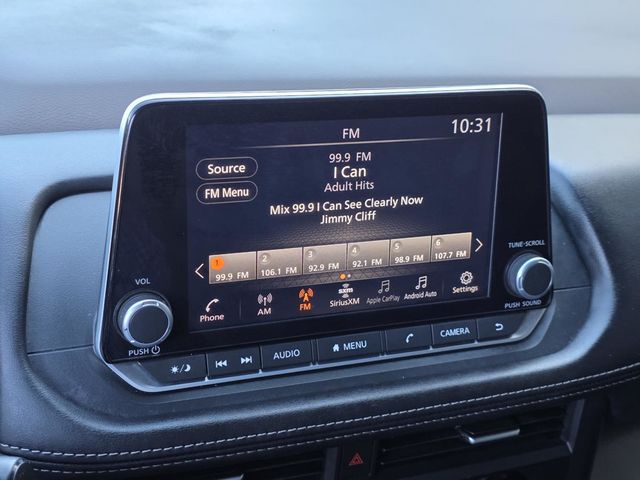 FM
10:31
Source
FM Menu
99.9 FM
I Can
Adult Hits
Mix 99.9 I Can See Clearly Now
Jimmy Cliff
1 2 3 4 5 6
99.9 FM 106.1 FM 92.9 FM 92.1 FM 98.9 FM 107.7 FM
Phone AM FM SiriusXM Apple CarPlay Android Auto Settings
sxm
VOL
PUSH
TUNE·SCROLL
PUSH SOUND
AUDIO MENU CAMERA